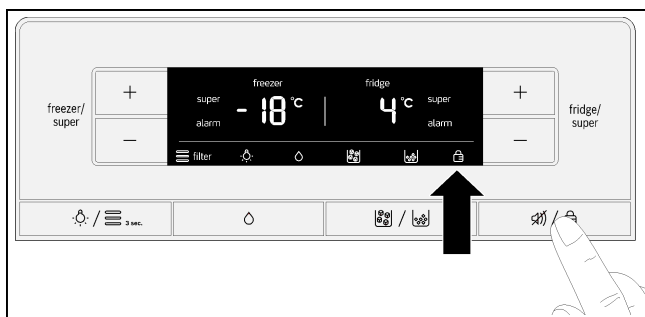 freezer/
super
+
−
freezer
super
alarm
-18°C
fridge
4°C
super
alarm
filter
+
−
fridge/
super
/ 3 sec.
/
/